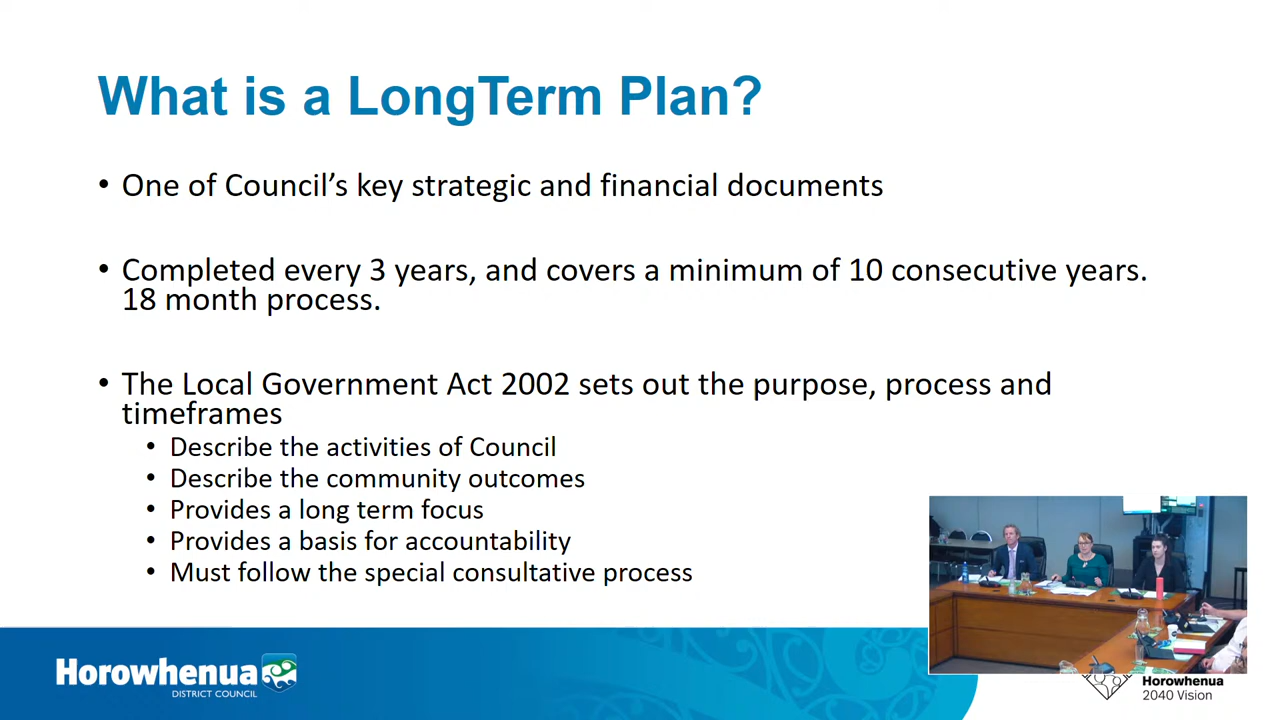 What is a LongTerm Plan?
• One of Council’s key strategic and financial documents
• Completed every 3 years, and covers a minimum of 10 consecutive years.
18 month process.
• The Local Government Act 2002 sets out the purpose, process and
timeframes
• Describe the activities of Council
• Describe the community outcomes
• Provides a long term focus
• Provides a basis for accountability
• Must follow the special consultative process
Horowhenua
DISTRICT COUNCIL
Horowhenua
2040 Vision